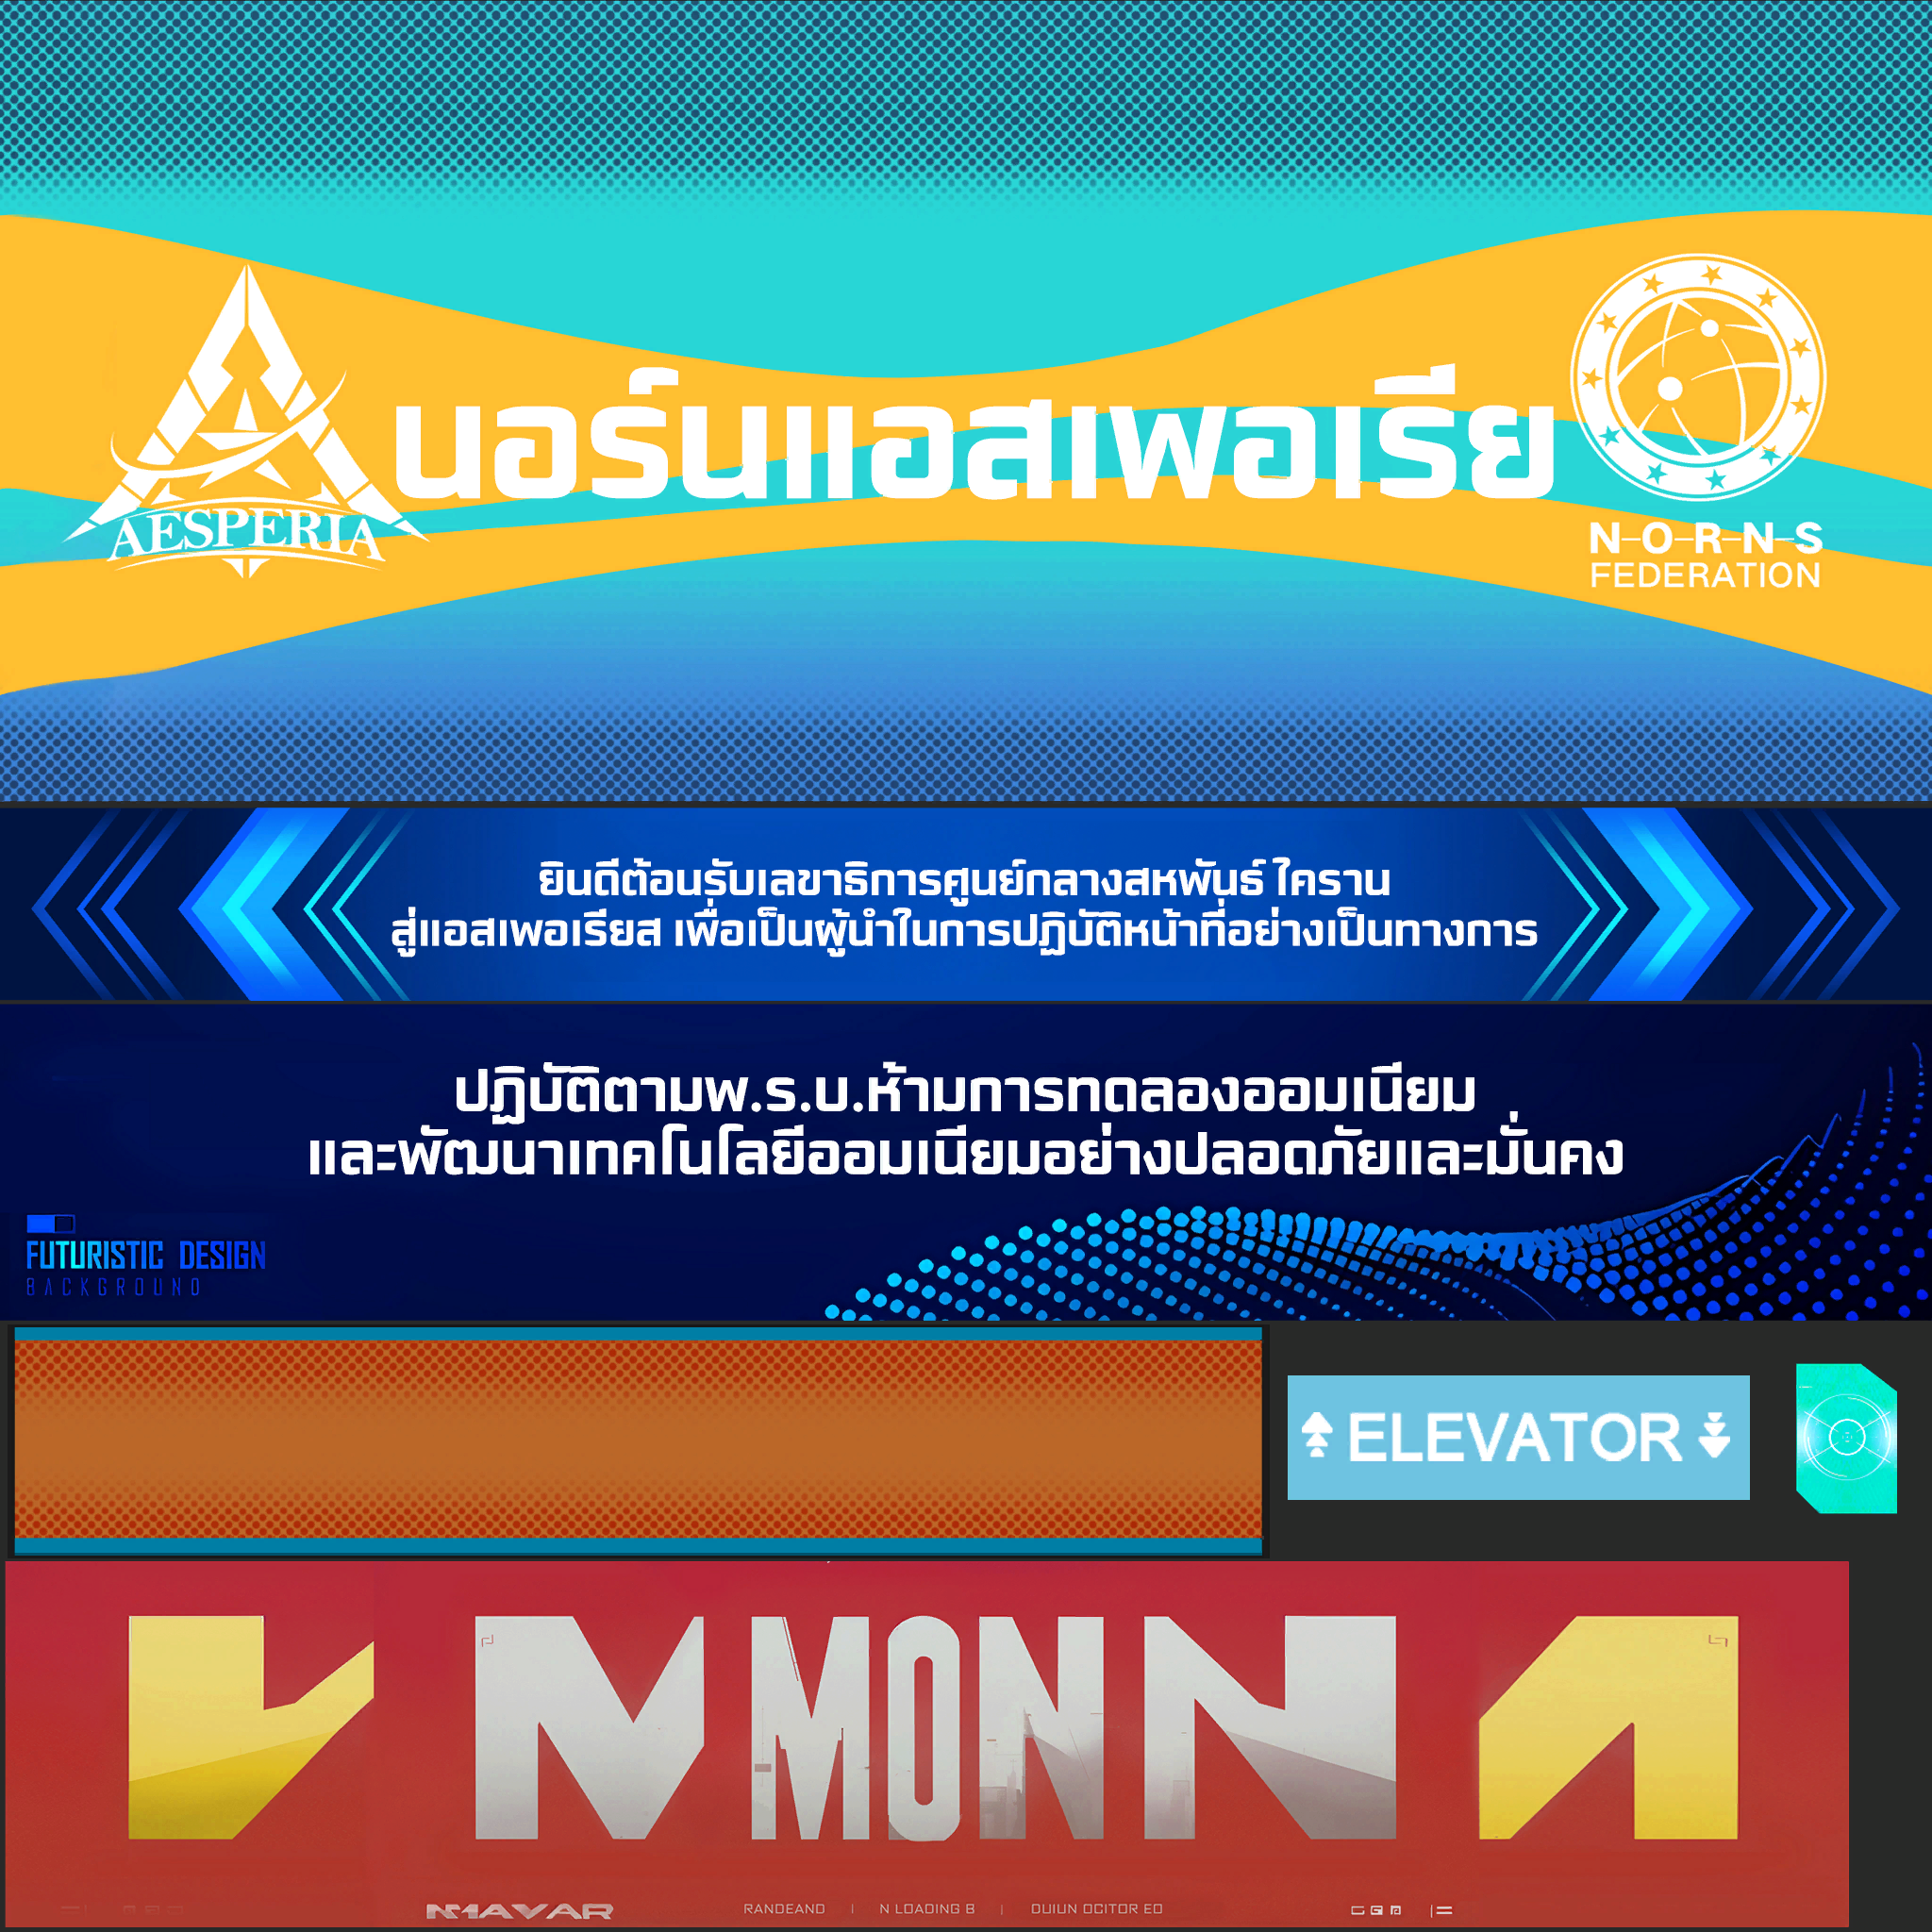 นอร์นแอสเพอเรีย
AESPERIA
N-O-R-N-S
FEDERATION
ยินดีต้อนรับเลขาธิการศูนย์กลางสหพันธ์ ใคราน
สู่แอสเพอเรียส เพื่อเป็นผู้นำในการปฏิบัติหน้าที่อย่างเป็นทางการ
ปฏิบัติตามพ.ร.บ.ห้ามการทดลองออมเนียม
และพัฒนาเทคโนโลยีออมเนียมอย่างปลอดภัยและมั่นคง
FUTURISTIC DESIGN
BACKGROUND
ELEVATOR
MONN
RANDEAND | N LOADING B |